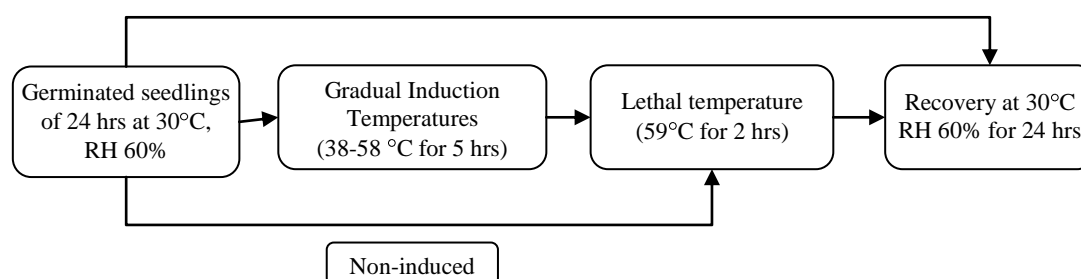 Germinated seedlings
of 24 hrs at 30°C,
RH 60%
Gradual Induction
Temperatures
(38-58 °C for 5 hrs)
Lethal temperature
(59°C for 2 hrs)
Recovery at 30°C
RH 60% for 24 hrs
Non-induced